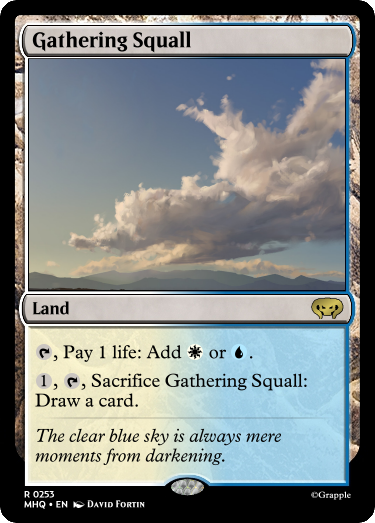 Gathering Squall
Land
, Pay 1 life: Add or .
1, , Sacrifice Gathering Squall:
Draw a card.
The clear blue sky is always mere
moments from darkening.
R 0253
MHQ • EN David Fortin
©Grapple